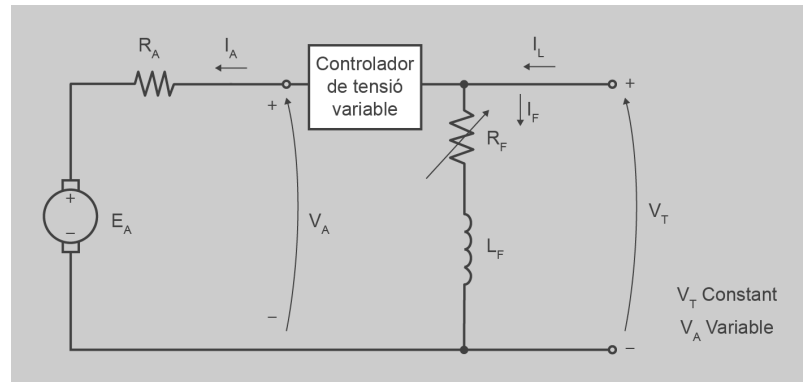 R_A
I_A
Controlador
de tensió
variable
I_L
+
+
I_F
R_F
+
−
E_A
V_A
V_T
L_F
V_T Constant
V_A Variable
−
−